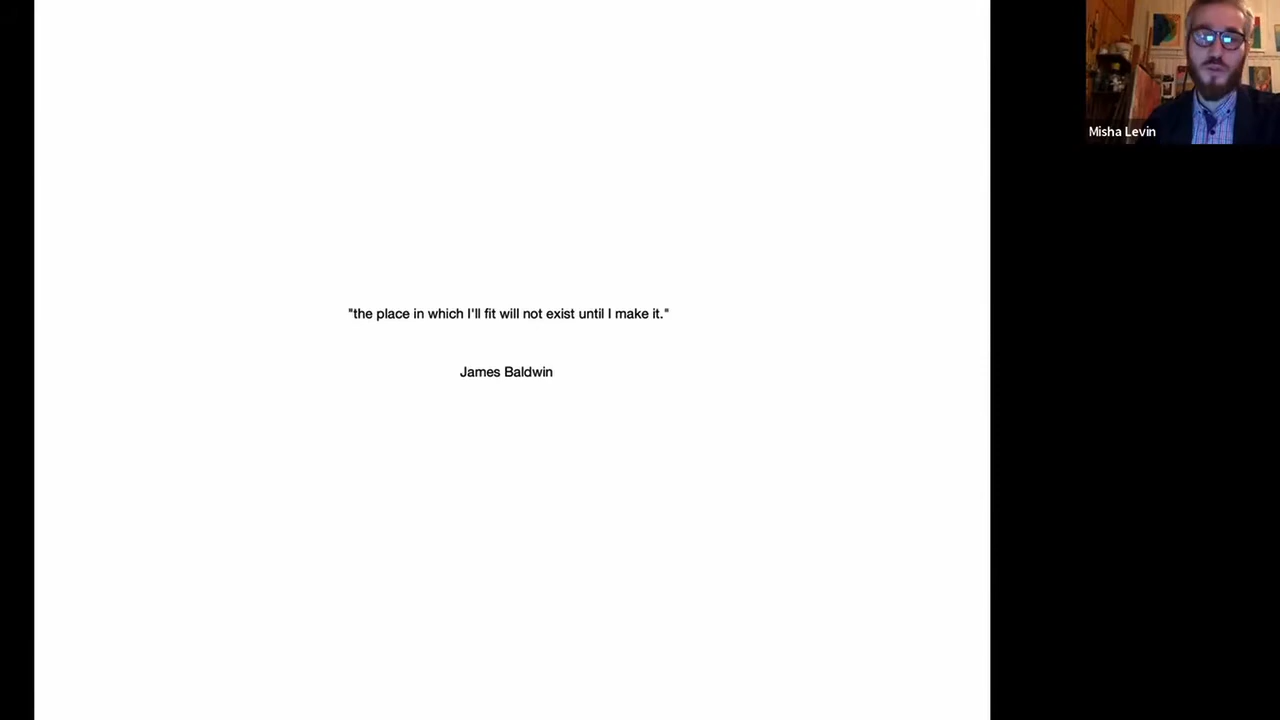 "the place in which I'll fit will not exist until I make it."
James Baldwin
Misha Levin